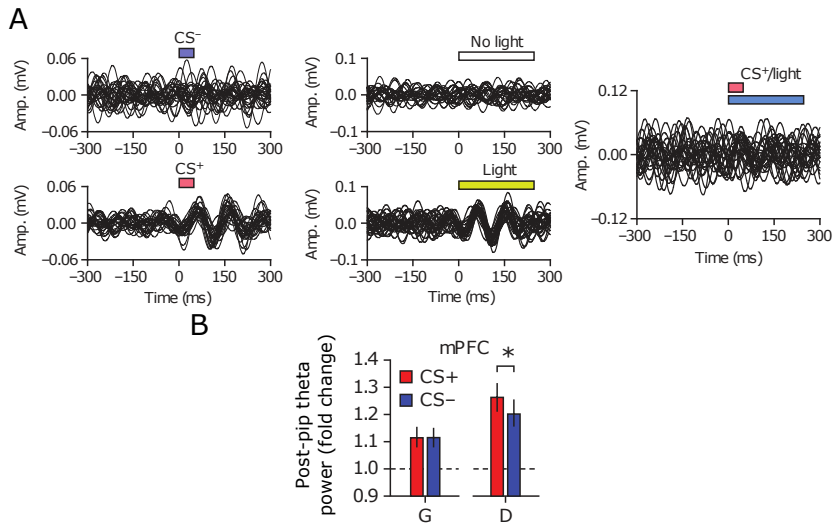 A
CS⁻
Amp. (mV)
0.06
0.00
−0.06
−300 −150 0 150 300
CS⁺
Amp. (mV)
0.06
0.00
−0.06
−300 −150 0 150 300
Time (ms)
No light
Amp. (mV)
0.1
0.0
−0.1
−300 −150 0 150 300
Light
Amp. (mV)
0.1
0.0
−0.1
−300 −150 0 150 300
Time (ms)
CS⁺/light
Amp. (mV)
0.12
0.00
−0.12
−300 −150 0 150 300
Time (ms)
B
mPFC
Post-pip theta
power (fold change)
1.4
1.3
1.2
1.1
1.0
0.9
CS+
CS−
*
G D